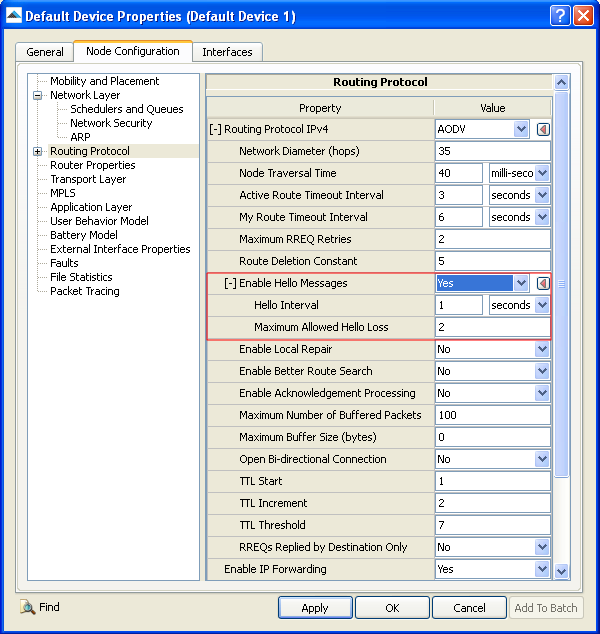 Default Device Properties (Default Device 1)
General Node Configuration Interfaces
Mobility and Placement
Network Layer
Schedulers and Queues
Network Security
ARP
Routing Protocol
Router Properties
Transport Layer
MPLS
Application Layer
User Behavior Model
Battery Model
External Interface Properties
Faults
File Statistics
Packet Tracing
Routing Protocol
Property Value
[-] Routing Protocol IPv4 AODV
Network Diameter (hops) 35
Node Traversal Time 40 milli-seco
Active Route Timeout Interval 3 seconds
My Route Timeout Interval 6 seconds
Maximum RREQ Retries 2
Route Deletion Constant 5
[-] Enable Hello Messages Yes
Hello Interval 1 seconds
Maximum Allowed Hello Loss 2
Enable Local Repair No
Enable Better Route Search No
Enable Acknowledgement Processing No
Maximum Number of Buffered Packets 100
Maximum Buffer Size (bytes) 0
Open Bi-directional Connection No
TTL Start 1
TTL Increment 2
TTL Threshold 7
RREQs Replied by Destination Only No
Enable IP Forwarding Yes
Find Apply OK Cancel Add To Batch